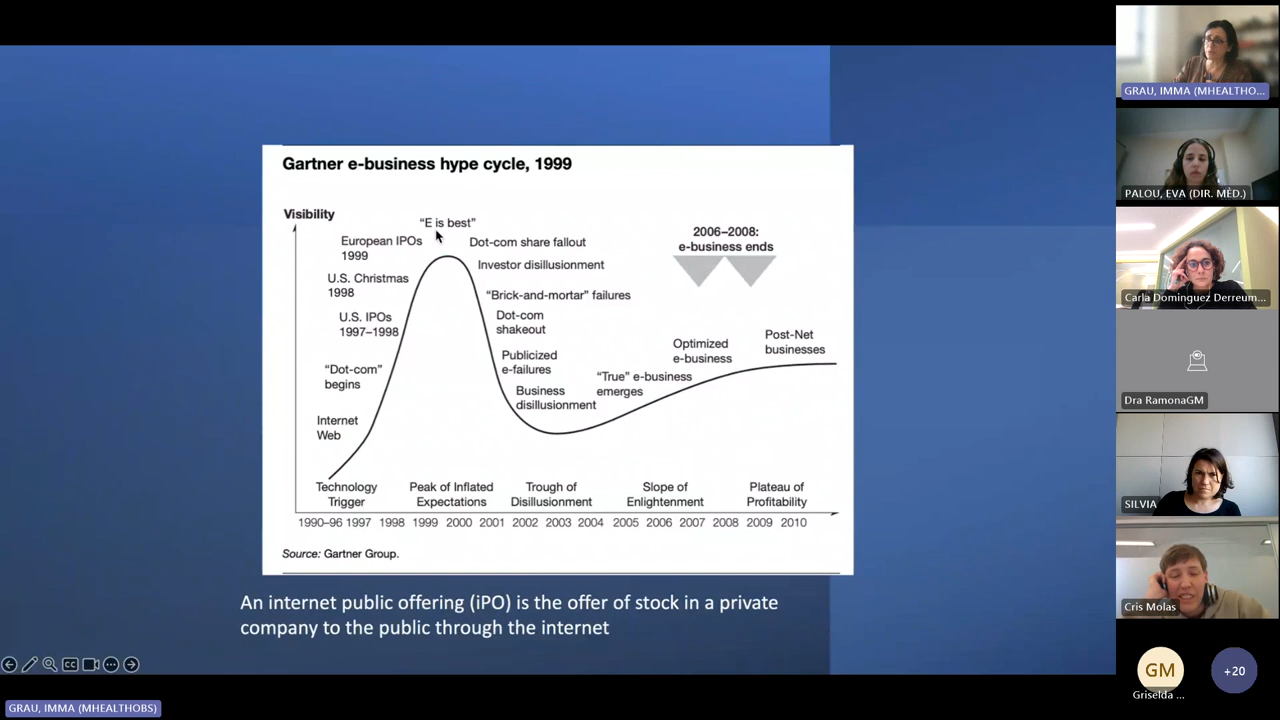 Gartner e-business hype cycle, 1999
Visibility
"E is best"
European IPOs
1999
Dot-com share fallout
2006–2008:
e-business ends
Investor disillusionment
U.S. Christmas
1998
"Brick-and-mortar" failures
U.S. IPOs
1997–1998
Dot-com
shakeout
Post-Net
businesses
Optimized
e-business
Publicized
e-failures
"Dot-com"
begins
"True" e-business
emerges
Business
disillusionment
Internet
Web
Technology
Trigger
Peak of Inflated
Expectations
Trough of
Disillusionment
Slope of
Enlightenment
Plateau of
Profitability
1990–96 1997 1998 1999 2000 2001 2002 2003 2004 2005 2006 2007 2008 2009 2010
Source: Gartner Group.
An internet public offering (iPO) is the offer of stock in a private
company to the public through the internet
GRAU, IMMA (MHEALTHOBS)
GRAU, IMMA (MHEALTHO...
PALOU, EVA (DIR. MÈD.)
Carla Dominguez Derreum...
Dra RamonaGM
SILVIA
Cris Molas
GM
Griselda ...
+20
CC